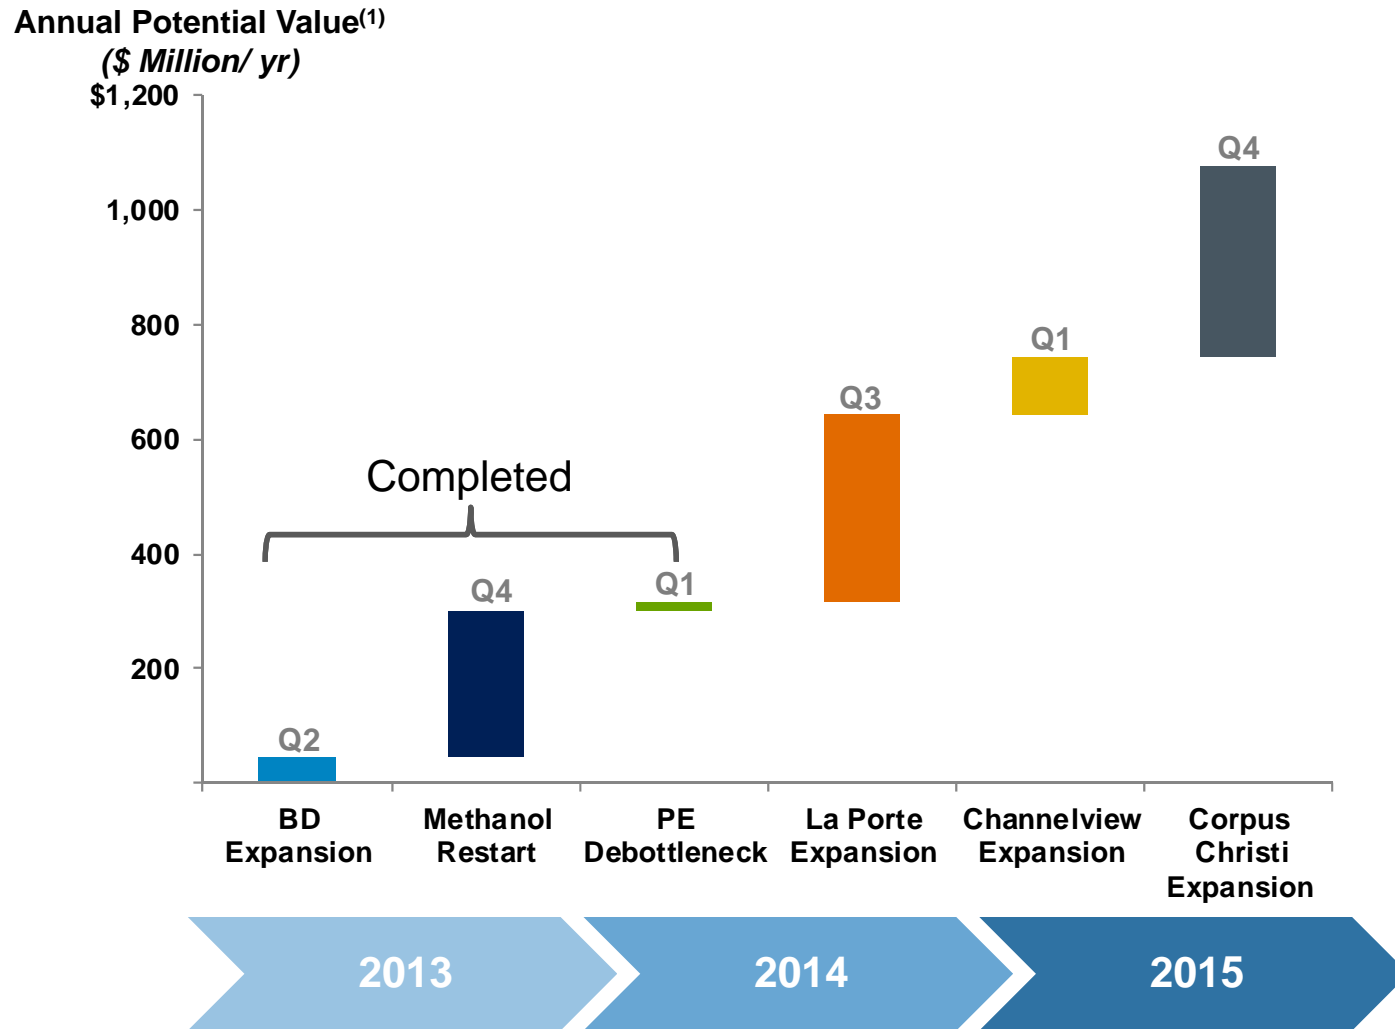 Annual Potential Value(1)
($ Million/ yr)
$1,200
1,000
800
600
400
200
Completed
Q2
Q4
Q1
Q3
Q1
Q4
BD
Expansion
Methanol
Restart
PE
Debottleneck
La Porte
Expansion
Channelview
Expansion
Corpus
Christi
Expansion
2013
2014
2015